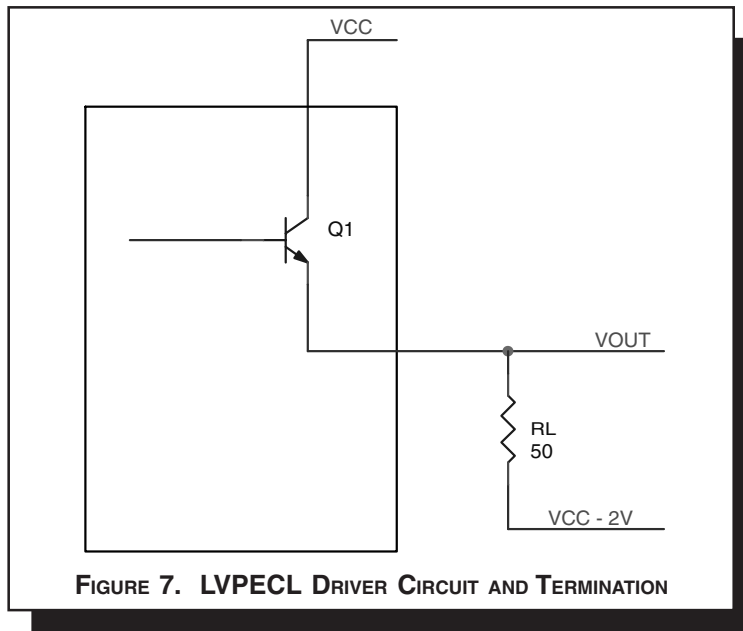 VCC
Q1
VOUT
RL
50
VCC - 2V
FIGURE 7. LVPECL DRIVER CIRCUIT AND TERMINATION